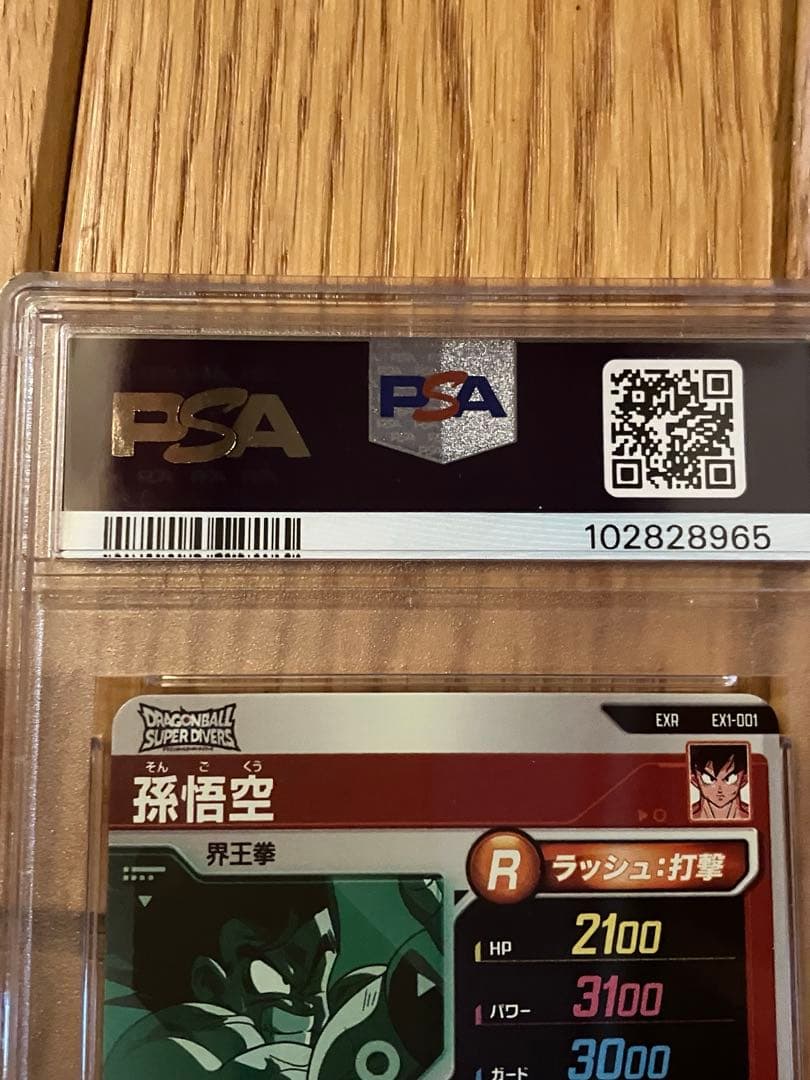 PSA
PSA
102828965
DRAGONBALL
SUPER DIVERS
EXR EX1-001
そん ご くう
孫悟空
界王拳
R ラッシュ:打撃
HP 2100
パワー 3100
ガード 3000